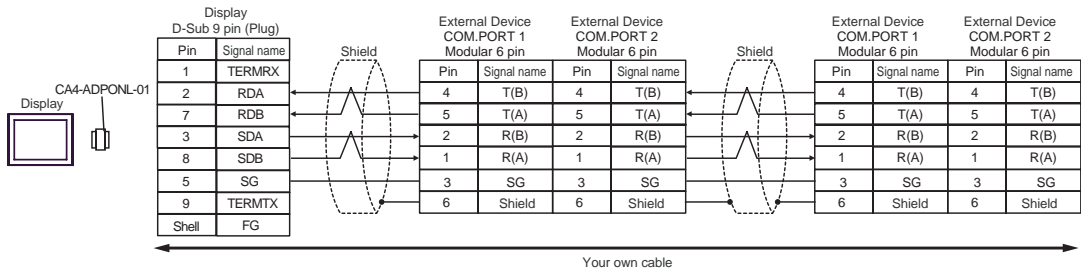 Display
D-Sub 9 pin (Plug)
External Device
COM.PORT 1
Modular 6 pin
External Device
COM.PORT 2
Modular 6 pin
External Device
COM.PORT 1
Modular 6 pin
External Device
COM.PORT 2
Modular 6 pin
Shield
Shield
CA4-ADPONL-01
Display
Pin Signal name
1 TERMRX
2 RDA
7 RDB
3 SDA
8 SDB
5 SG
9 TERMTX
Shell FG
Pin Signal name Pin Signal name
4 T(B) 4 T(B)
5 T(A) 5 T(A)
2 R(B) 2 R(B)
1 R(A) 1 R(A)
3 SG 3 SG
6 Shield 6 Shield
Pin Signal name Pin Signal name
4 T(B) 4 T(B)
5 T(A) 5 T(A)
2 R(B) 2 R(B)
1 R(A) 1 R(A)
3 SG 3 SG
6 Shield 6 Shield
Your own cable